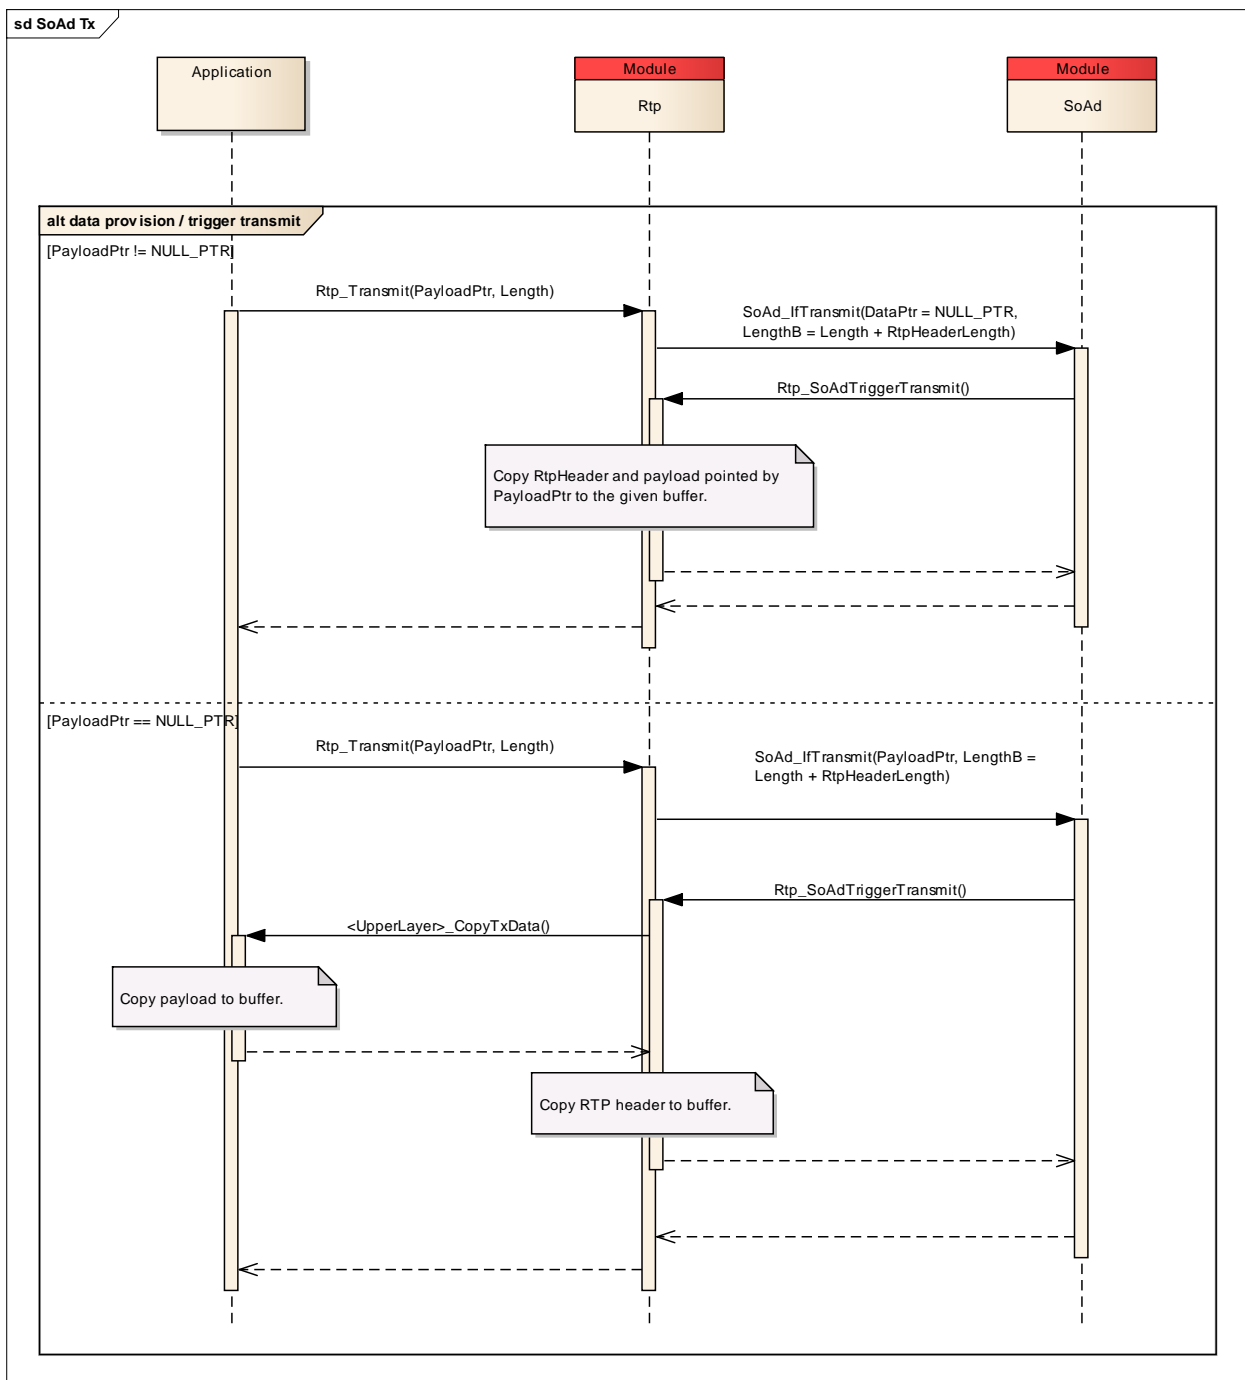 sd SoAd Tx
Application
Module
Rtp
Module
SoAd
alt data provision / trigger transmit
[PayloadPtr != NULL_PTR]
Rtp_Transmit(PayloadPtr, Length)
SoAd_IfTransmit(DataPtr = NULL_PTR,
LengthB = Length + RtpHeaderLength)
Rtp_SoAdTriggerTransmit()
Copy RtpHeader and payload pointed by
PayloadPtr to the given buffer.
[PayloadPtr == NULL_PTR]
Rtp_Transmit(PayloadPtr, Length)
SoAd_IfTransmit(PayloadPtr, LengthB =
Length + RtpHeaderLength)
Rtp_SoAdTriggerTransmit()
<UpperLayer>_CopyTxData()
Copy payload to buffer.
Copy RTP header to buffer.